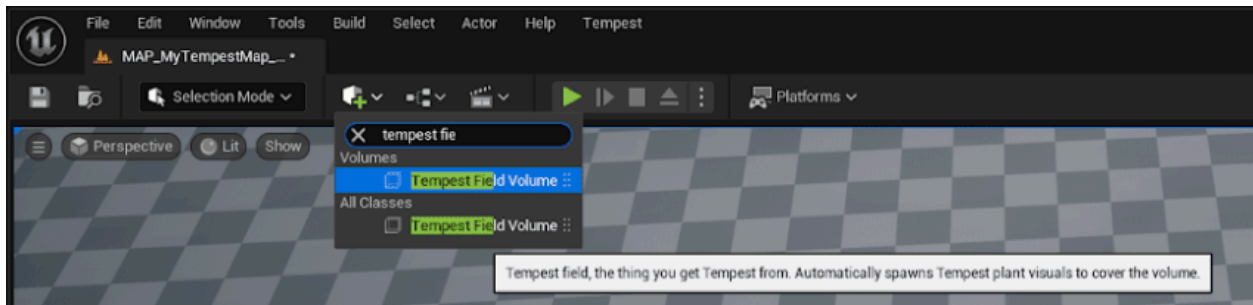 File Edit Window Tools Build Select Actor Help Tempest
MAP_MyTempestMap_... •
Selection Mode
Platforms
tempest fie
Perspective Lit Show
Volumes
Tempest Field Volume
All Classes
Tempest Field Volume
Tempest field, the thing you get Tempest from. Automatically spawns Tempest plant visuals to cover the volume.